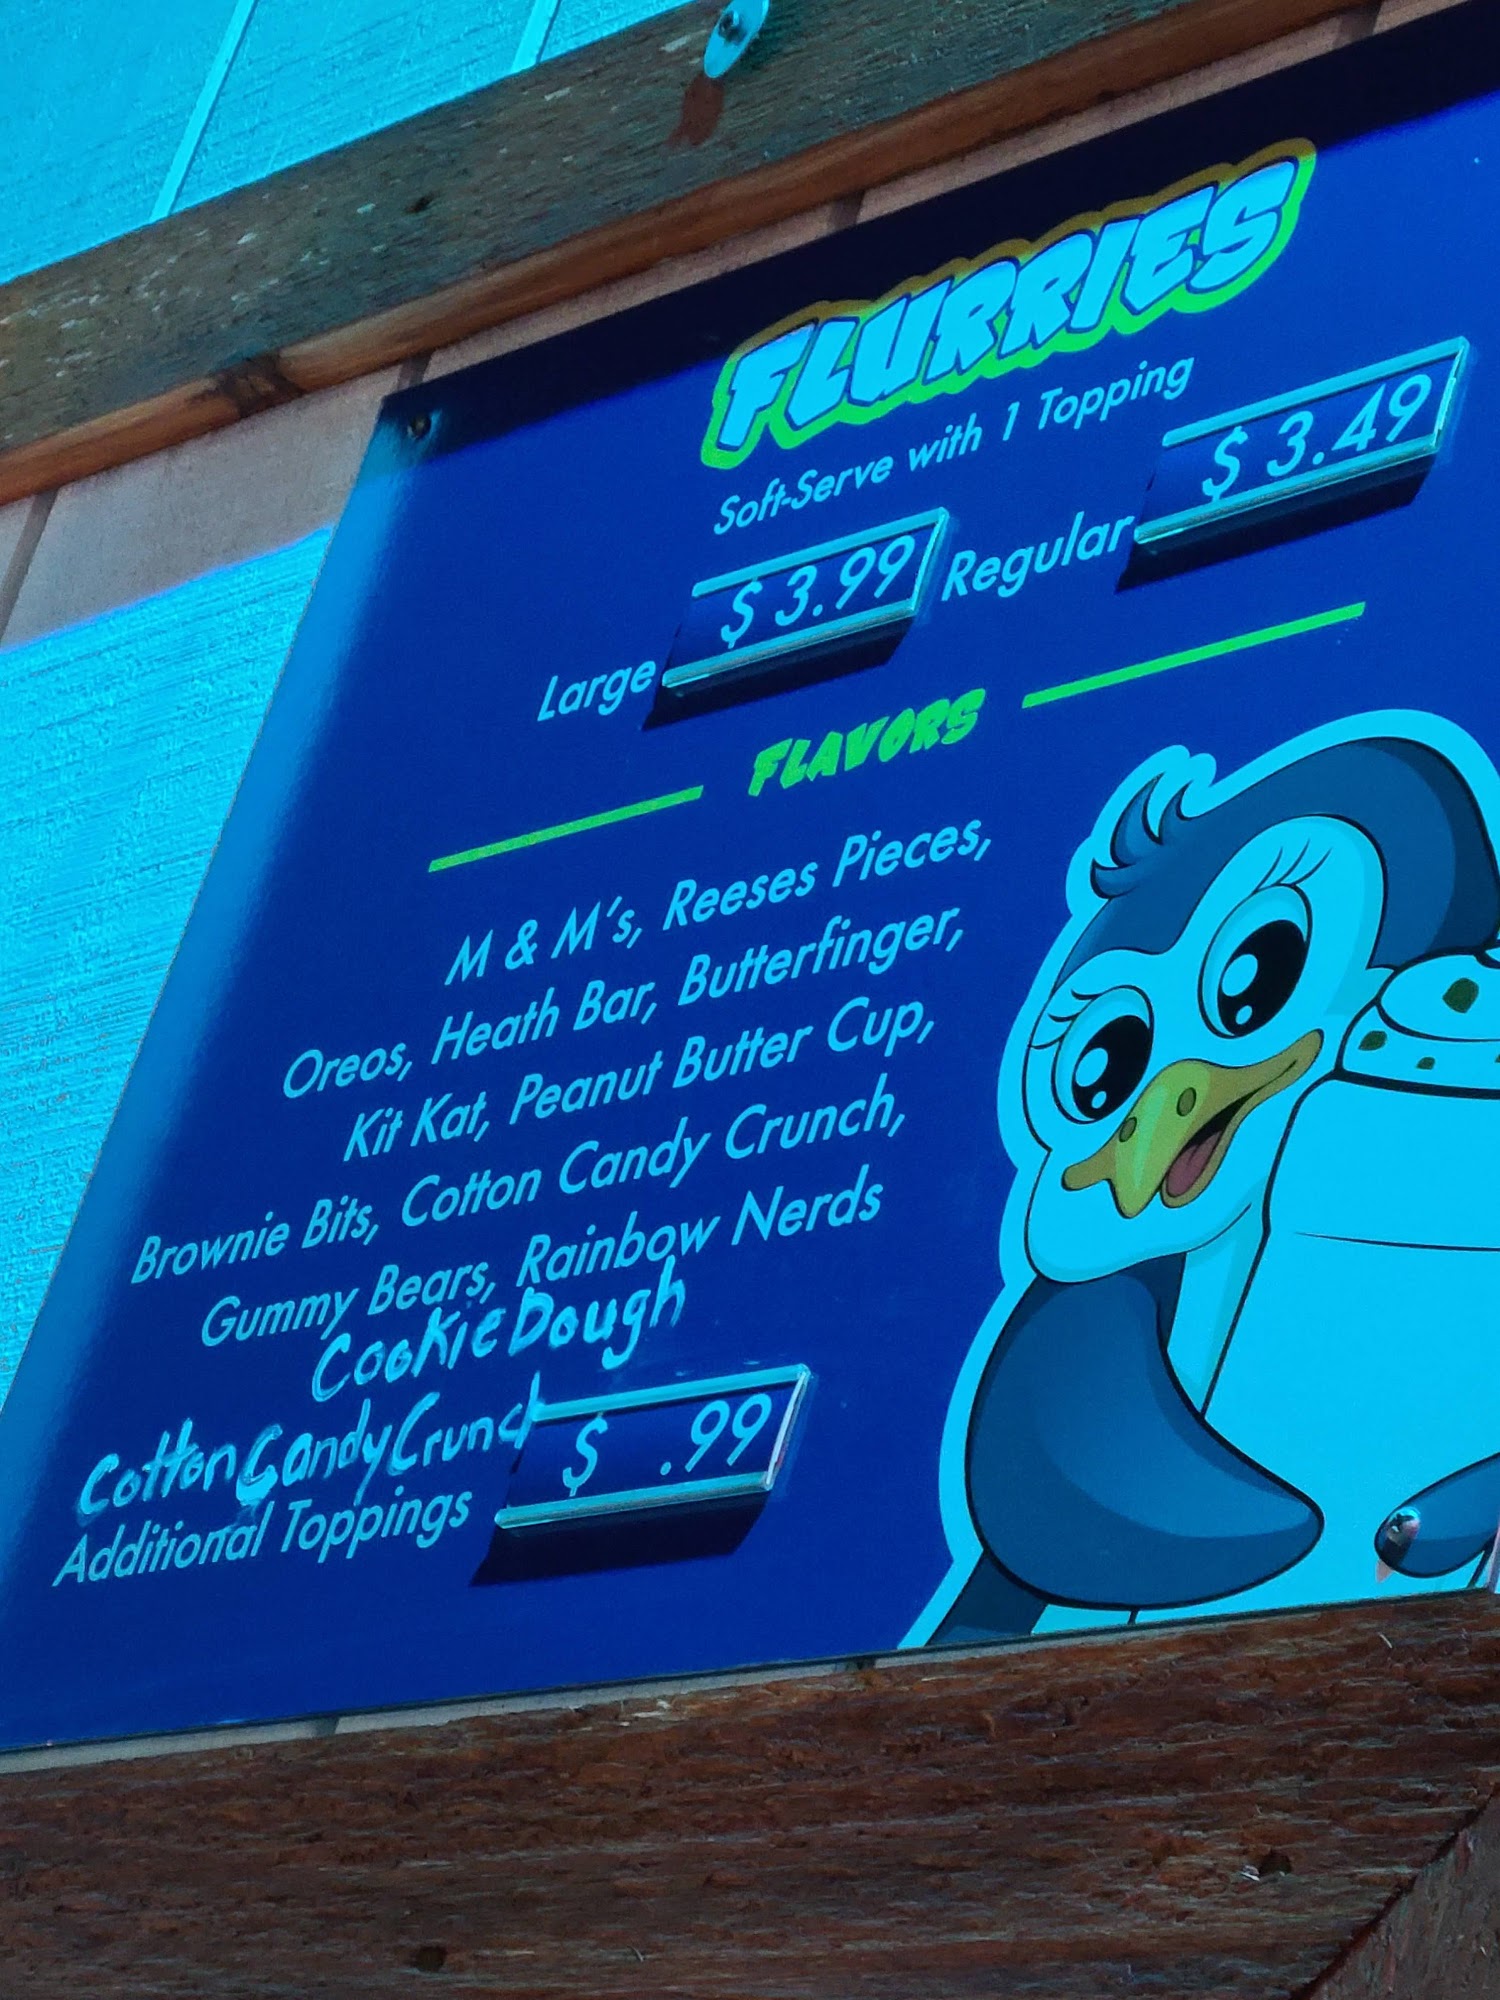 FLURRIES
Soft-Serve with 1 Topping
Large $ 3.99 Regular $ 3.49
FLAVORS
M & M's, Reeses Pieces,
Oreos, Heath Bar, Butterfinger,
Kit Kat, Peanut Butter Cup,
Brownie Bits, Cotton Candy Crunch,
Gummy Bears, Rainbow Nerds
Cookie Dough
Cotton Candy Crunch
Additional Toppings $ .99